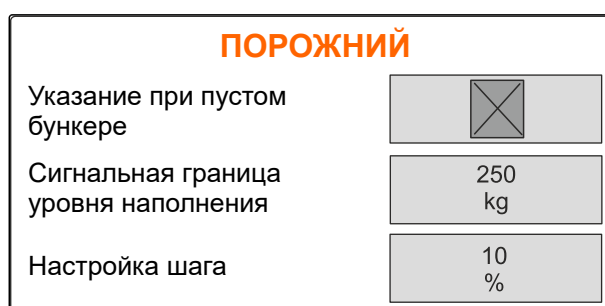 ПОРОЖНИЙ
Указание при пустом
бункере
Сигнальная граница
уровня наполнения
250
kg
Настройка шага
10
%